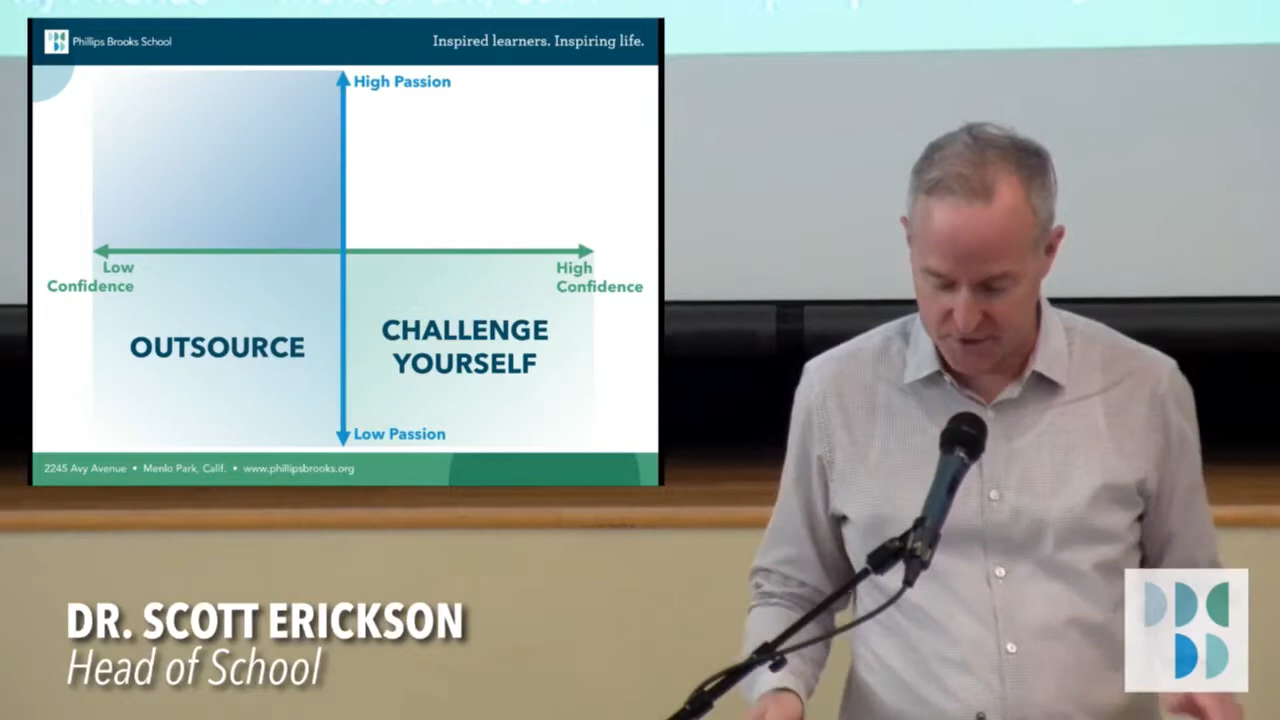 Phillips Brooks School
Inspired learners. Inspiring life.
High Passion
Low
Confidence
High
Confidence
OUTSOURCE
CHALLENGE
YOURSELF
Low Passion
2245 Avy Avenue • Menlo Park, Calif. • www.phillipsbrooks.org
DR. SCOTT ERICKSON
Head of School